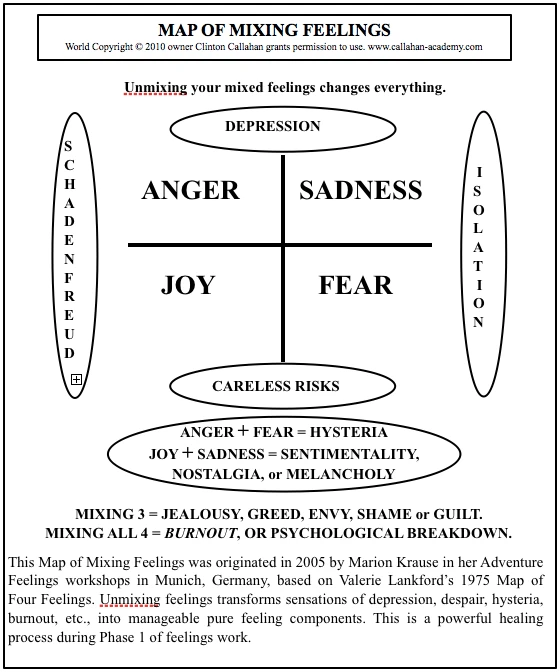 MAP OF MIXING FEELINGS
World Copyright © 2010 owner Clinton Callahan grants permission to use. www.callahan-academy.com
Unmixing your mixed feelings changes everything.
DEPRESSION
SCHADENFREUD
ANGER SADNESS
ISOLATION
JOY FEAR
CARELESS RISKS
ANGER + FEAR = HYSTERIA
JOY + SADNESS = SENTIMENTALITY,
NOSTALGIA, or MELANCHOLY
MIXING 3 = JEALOUSY, GREED, ENVY, SHAME or GUILT.
MIXING ALL 4 = BURNOUT, OR PSYCHOLOGICAL BREAKDOWN.
This Map of Mixing Feelings was originated in 2005 by Marion Krause in her Adventure
Feelings workshops in Munich, Germany, based on Valerie Lankford's 1975 Map of
Four Feelings. Unmixing feelings transforms sensations of depression, despair, hysteria,
burnout, etc., into manageable pure feeling components. This is a powerful healing
process during Phase 1 of feelings work.